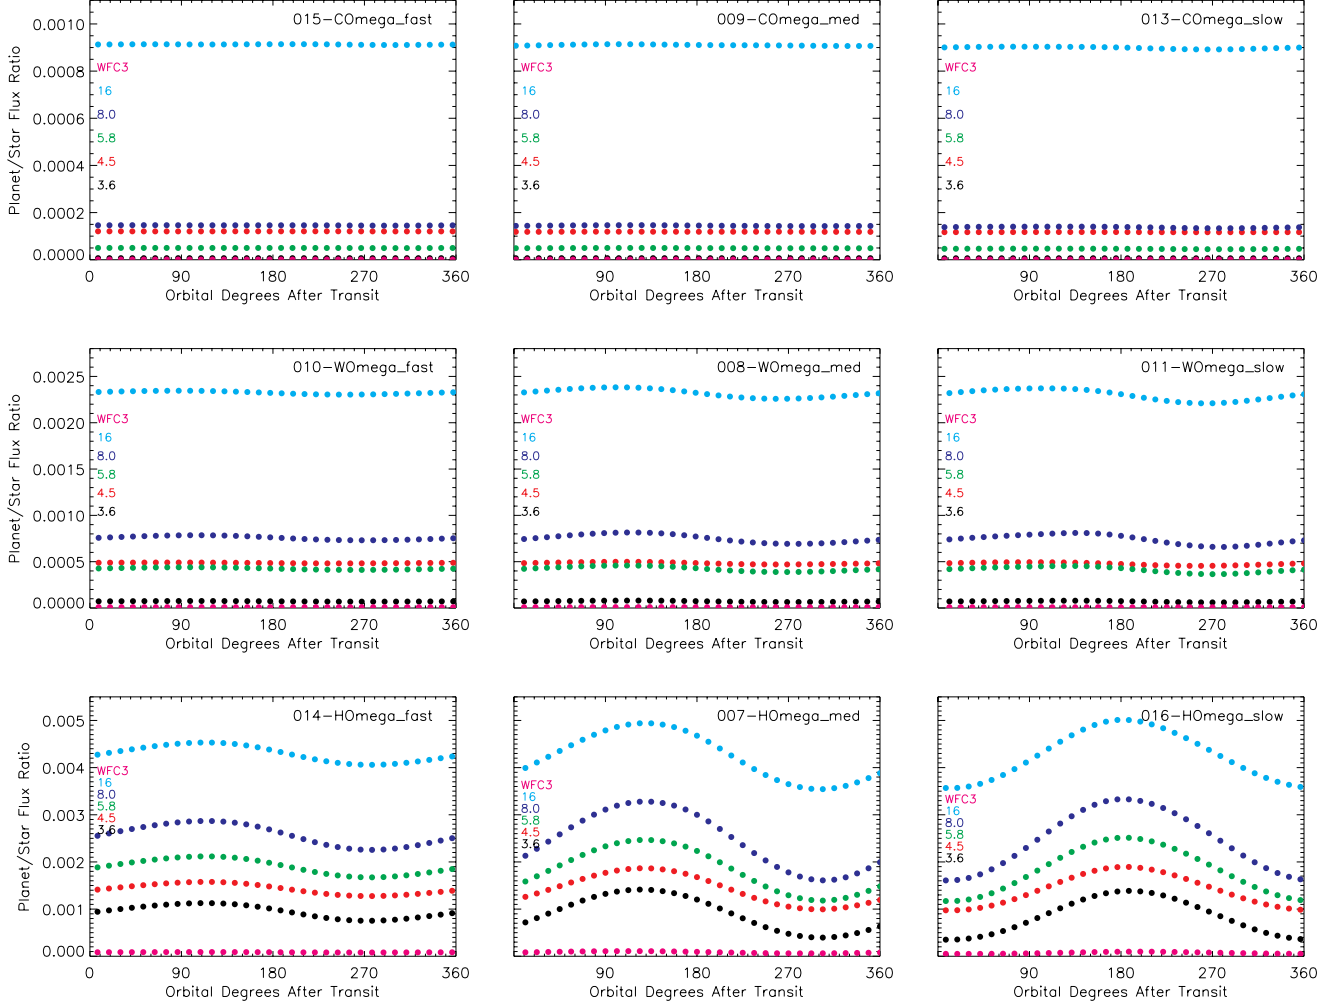 015-COmega_fast
009-COmega_med
013-COmega_slow
Planet/Star Flux Ratio
0.0010
0.0008
0.0006
0.0004
0.0002
0.0000
WFC3
16
8.0
5.8
4.5
3.6
WFC3
16
8.0
5.8
4.5
3.6
WFC3
16
8.0
5.8
4.5
3.6
0 90 180 270 360
90 180 270 360
90 180 270 360
Orbital Degrees After Transit
Orbital Degrees After Transit
Orbital Degrees After Transit
010-WOmega_fast
008-WOmega_med
011-WOmega_slow
Planet/Star Flux Ratio
0.0025
0.0020
0.0015
0.0010
0.0005
0.0000
WFC3
16
8.0
5.8
4.5
3.6
WFC3
16
8.0
5.8
4.5
3.6
WFC3
16
8.0
5.8
4.5
3.6
0 90 180 270 360
90 180 270 360
90 180 270 360
Orbital Degrees After Transit
Orbital Degrees After Transit
Orbital Degrees After Transit
014-HOmega_fast
007-HOmega_med
016-HOmega_slow
Planet/Star Flux Ratio
0.005
0.004
0.003
0.002
0.001
0.000
WFC3
16
8.0
5.8
4.5
3.6
WFC3
16
8.0
5.8
4.5
3.6
WFC3
16
8.0
5.8
4.5
3.6
0 90 180 270 360
90 180 270 360
90 180 270 360
Orbital Degrees After Transit
Orbital Degrees After Transit
Orbital Degrees After Transit